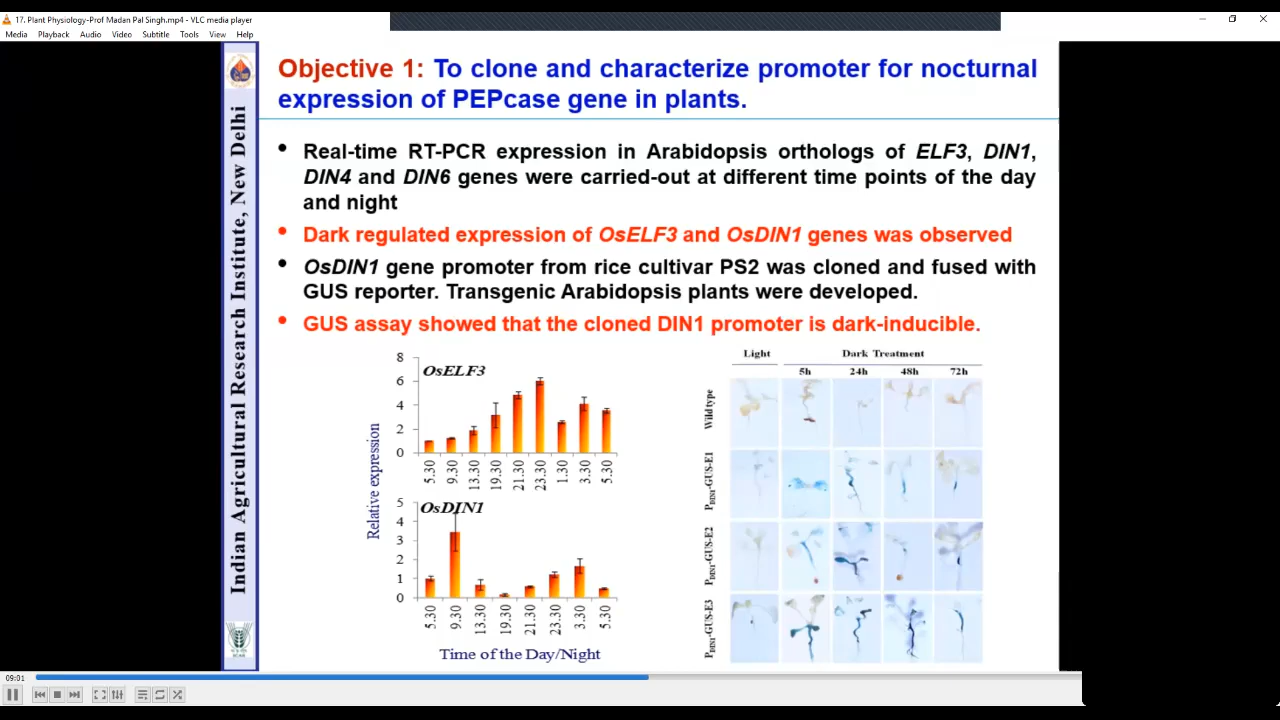 17. Plant Physiology-Prof Madan Pal Singh.mp4 - VLC media player
Media Playback Audio Video Subtitle Tools View Help
Indian Agricultural Research Institute, New Delhi
Objective 1: To clone and characterize promoter for nocturnal
expression of PEPcase gene in plants.
• Real-time RT-PCR expression in Arabidopsis orthologs of ELF3, DIN1,
DIN4 and DIN6 genes were carried-out at different time points of the day
and night
• Dark regulated expression of OsELF3 and OsDIN1 genes was observed
• OsDIN1 gene promoter from rice cultivar PS2 was cloned and fused with
GUS reporter. Transgenic Arabidopsis plants were developed.
• GUS assay showed that the cloned DIN1 promoter is dark-inducible.
Relative expression
OsELF3
8
6
4
2
0
5.30 9.30 13.30 19.30 21.30 23.30 1.30 3.30 5.30
OsDIN1
5
4
3
2
1
0
5.30 9.30 13.30 19.30 21.30 23.30 3.30 5.30
Time of the Day/Night
Light Dark Treatment
5h 24h 48h 72h
Wild type
PDIN1-GUS-E1
PDIN1-GUS-E2
PDIN1-GUS-E3
09:01